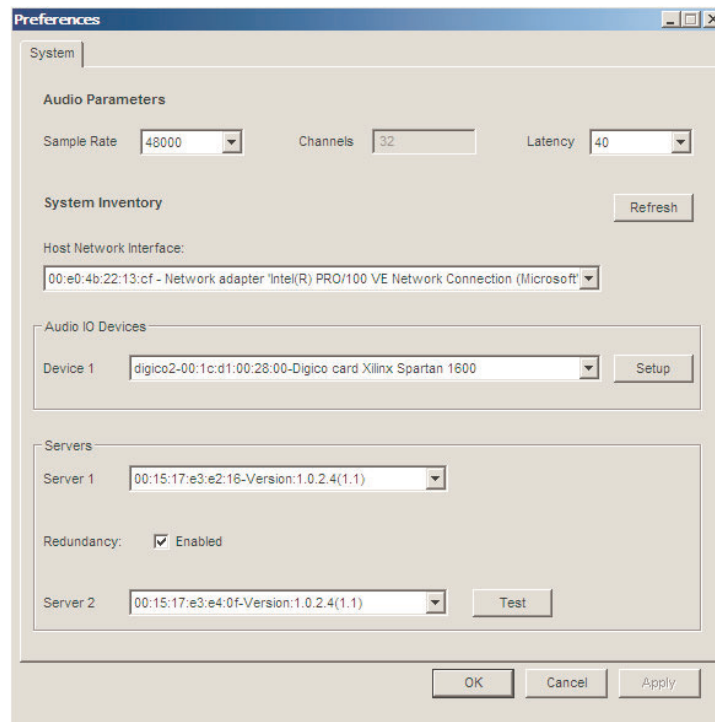 Preferences
System
Audio Parameters
Sample Rate 48000 Channels 32 Latency 40
System Inventory
Refresh
Host Network Interface:
00:e0:4b:22:13:cf - Network adapter 'Intel(R) PRO/100 VE Network Connection (Microsoft'
Audio IO Devices
Device 1 digico2-00:1c:d1:00:28:00-Digico card Xilinx Spartan 1600 Setup
Servers
Server 1 00:15:17:e3:e2:16-Version:1.0.2.4(1.1)
Redundancy: Enabled
Server 2 00:15:17:e3:e4:0f-Version:1.0.2.4(1.1) Test
OK Cancel Apply